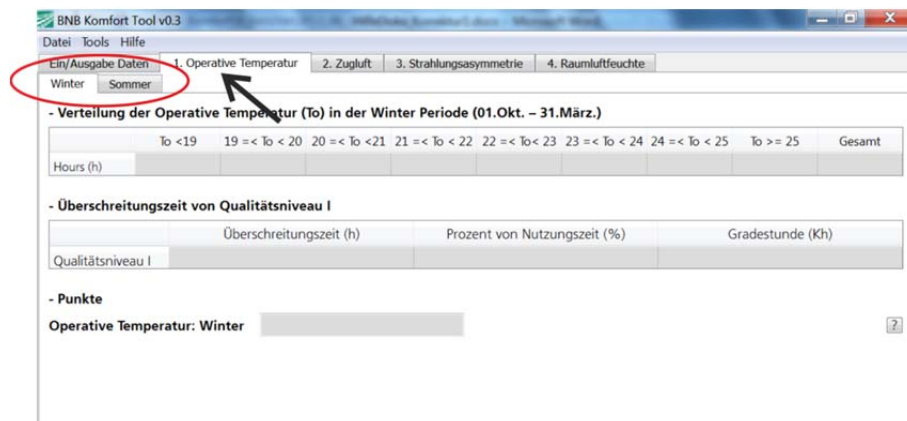 BNB Komfort Tool v0.3
Datei Tools Hilfe
Ein/Ausgabe Daten 1. Operative Temperatur 2. Zugluft 3. Strahlungsasymmetrie 4. Raumluftfeuchte
Winter Sommer
- Verteilung der Operative Temperatur (To) in der Winter Periode (01.Okt. – 31.März.)
To <19 19 =< To < 20 20 =< To <21 21 =< To < 22 22 =< To< 23 23 =< To < 24 24 =< To < 25 To >= 25 Gesamt
Hours (h)
- Überschreitungszeit von Qualitätsniveau I
Überschreitungszeit (h) Prozent von Nutzungszeit (%) Gradestunde (Kh)
Qualitätsniveau I
- Punkte
Operative Temperatur: Winter ?